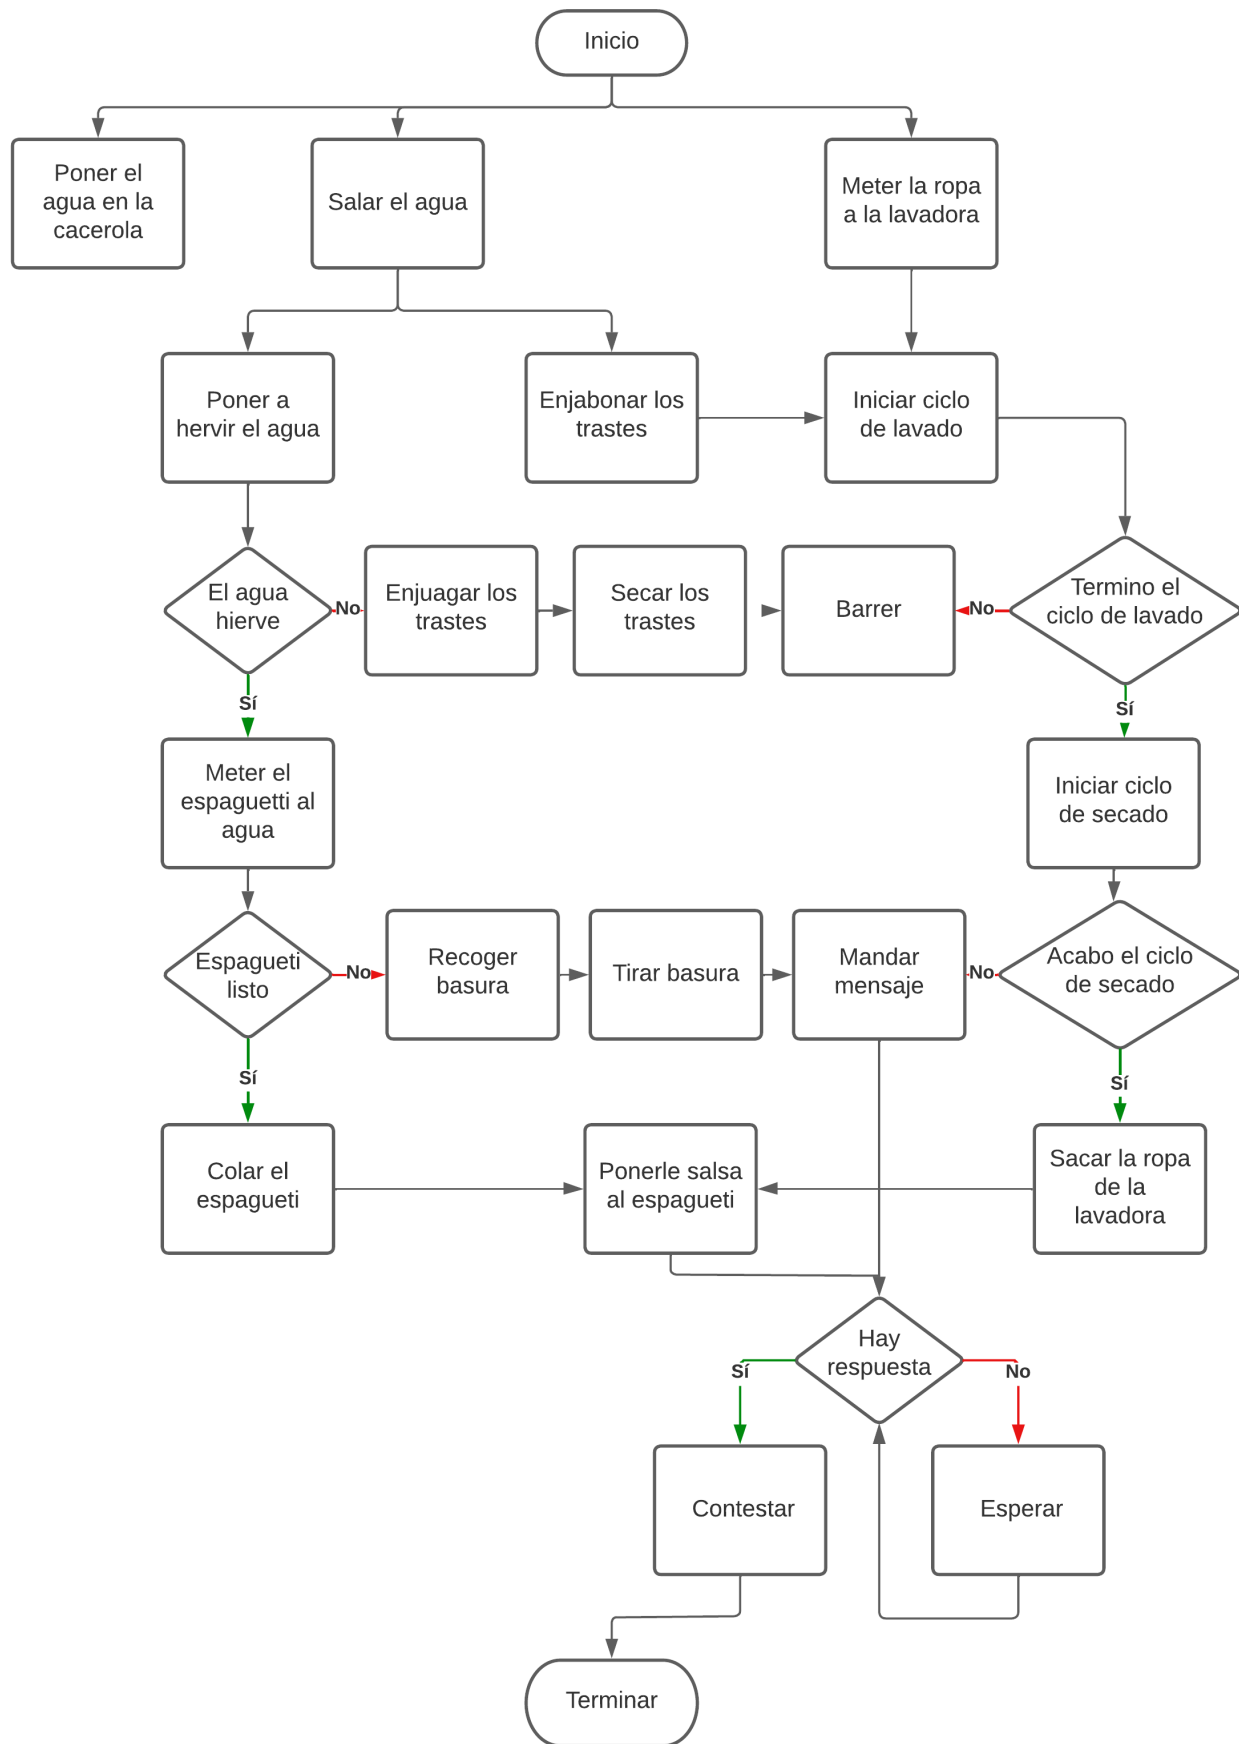 Inicio
Poner el
agua en la
cacerola
Salar el agua
Meter la ropa
a la lavadora
Poner a
hervir el agua
Enjabonar los
trastes
Iniciar ciclo
de lavado
El agua
hierve
No
Enjuagar los
trastes
Secar los
trastes
Barrer
No
Termino el
ciclo de lavado
Sí
Sí
Meter el
espaguetti al
agua
Iniciar ciclo
de secado
Espagueti
listo
No
Recoger
basura
Tirar basura
Mandar
mensaje
No
Acabo el ciclo
de secado
Sí
Sí
Colar el
espagueti
Ponerle salsa
al espagueti
Sacar la ropa
de la
lavadora
Hay
respuesta
Sí
No
Contestar
Esperar
Terminar